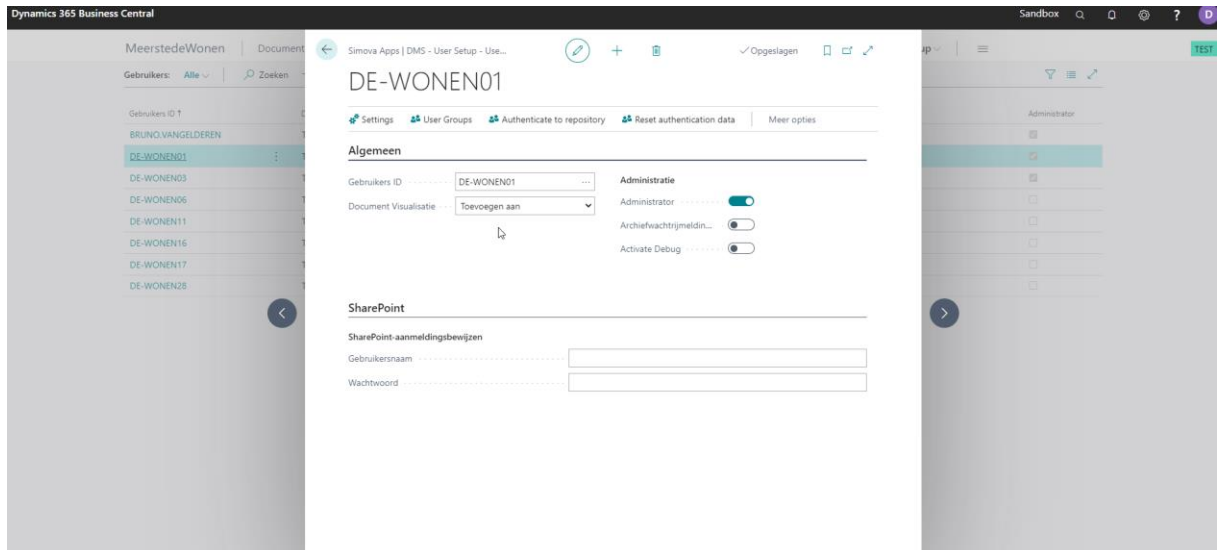 Dynamics 365 Business Central
Sandbox
?
D
MeerstedeWonen
Document
TEST
Gebruikers: Alle
Zoeken
Gebruikers ID ↑
Administrator
BRUNO.VANGELDEREN
DE-WONEN01
DE-WONEN03
DE-WONEN06
DE-WONEN11
DE-WONEN16
DE-WONEN17
DE-WONEN28
Simova Apps | DMS - User Setup - Use...
Opgeslagen
DE-WONEN01
Settings User Groups Authenticate to repository Reset authentication data Meer opties
Algemeen
Gebruikers ID DE-WONEN01 ...
Document Visualisatie Toevoegen aan
Administratie
Administrator
Archiefwachtrijmeldin...
Activate Debug
SharePoint
SharePoint-aanmeldingsbewijzen
Gebruikersnaam
Wachtwoord